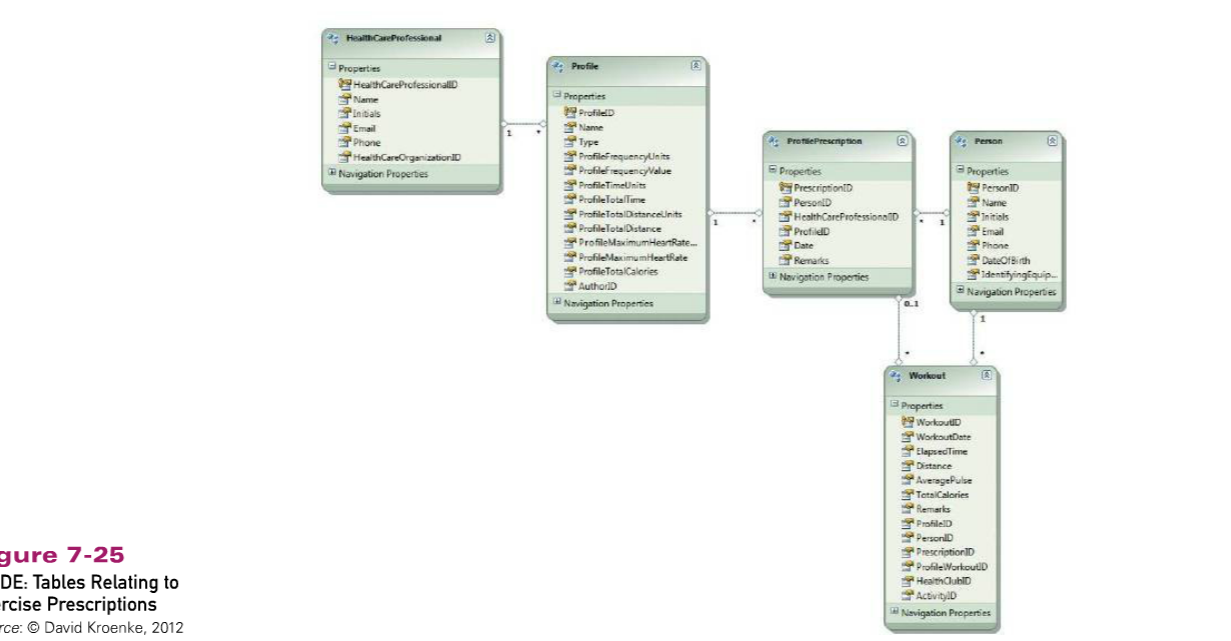 HealthCareProfessional
Properties
HealthCareProfessionalID
Name
Initials
Email
Phone
HealthCareOrganizationID
Navigation Properties
1
*
Profile
Properties
ProfileID
Name
Type
ProfileFrequencyUnits
ProfileFrequencyValue
ProfileTimeUnits
ProfileTotalTime
ProfileTotalDistanceUnits
ProfileTotalDistance
ProfileMaximumHeartRate...
ProfileMaximumHeartRate
ProfileTotalCalories
AuthorID
Navigation Properties
1
*
ProfilePrescription
Properties
PrescriptionID
PersonID
HealthCareProfessionalID
ProfileID
Date
Remarks
Navigation Properties
*
1
Person
Properties
PersonID
Name
Initials
Email
Phone
DateOfBirth
IdentifyingEquip...
Navigation Properties
0..1
*
1
*
Workout
Properties
WorkoutID
WorkoutDate
ElapsedTime
Distance
AveragePulse
TotalCalories
Remarks
ProfileID
PersonID
PrescriptionID
ProfileWorkoutID
HealthClubID
ActivityID
Navigation Properties
gure 7-25
DE: Tables Relating to
ercise Prescriptions
rce: © David Kroenke, 2012